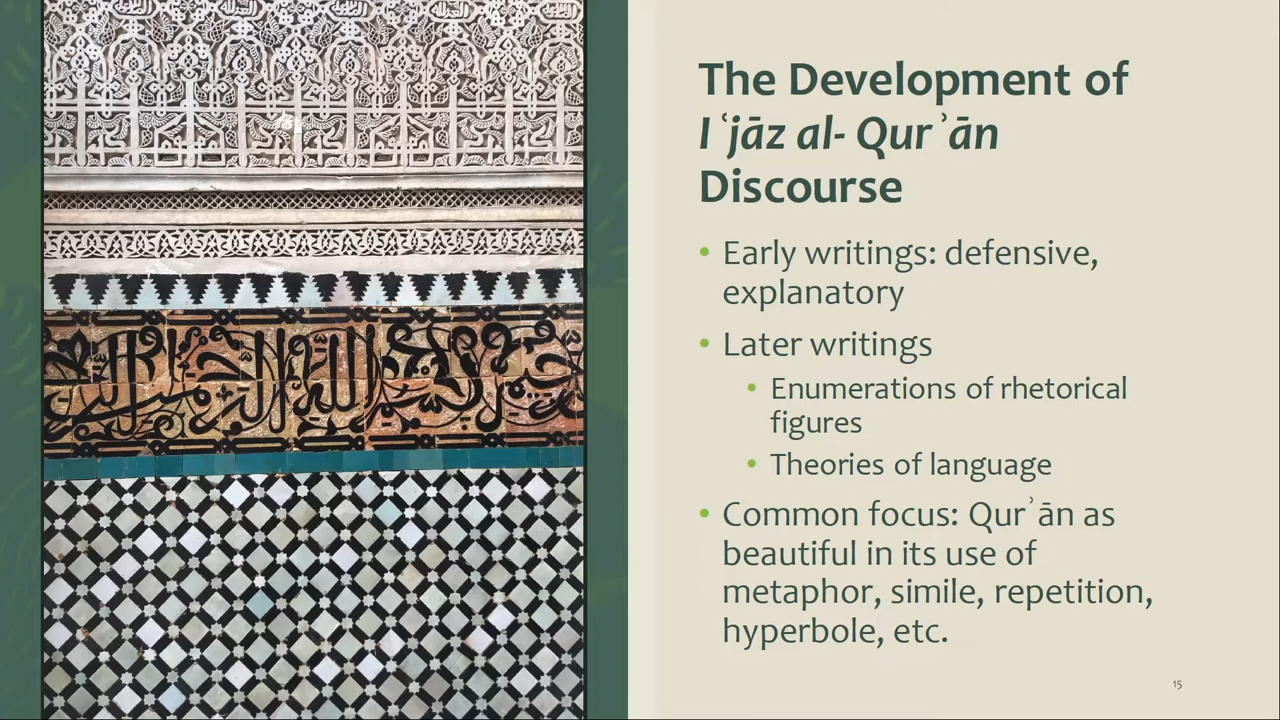 The Development of
I ʿjāz al- Qurʾān
Discourse
• Early writings: defensive,
explanatory
• Later writings
• Enumerations of rhetorical
figures
• Theories of language
• Common focus: Qurʾān as
beautiful in its use of
metaphor, simile, repetition,
hyperbole, etc.
15